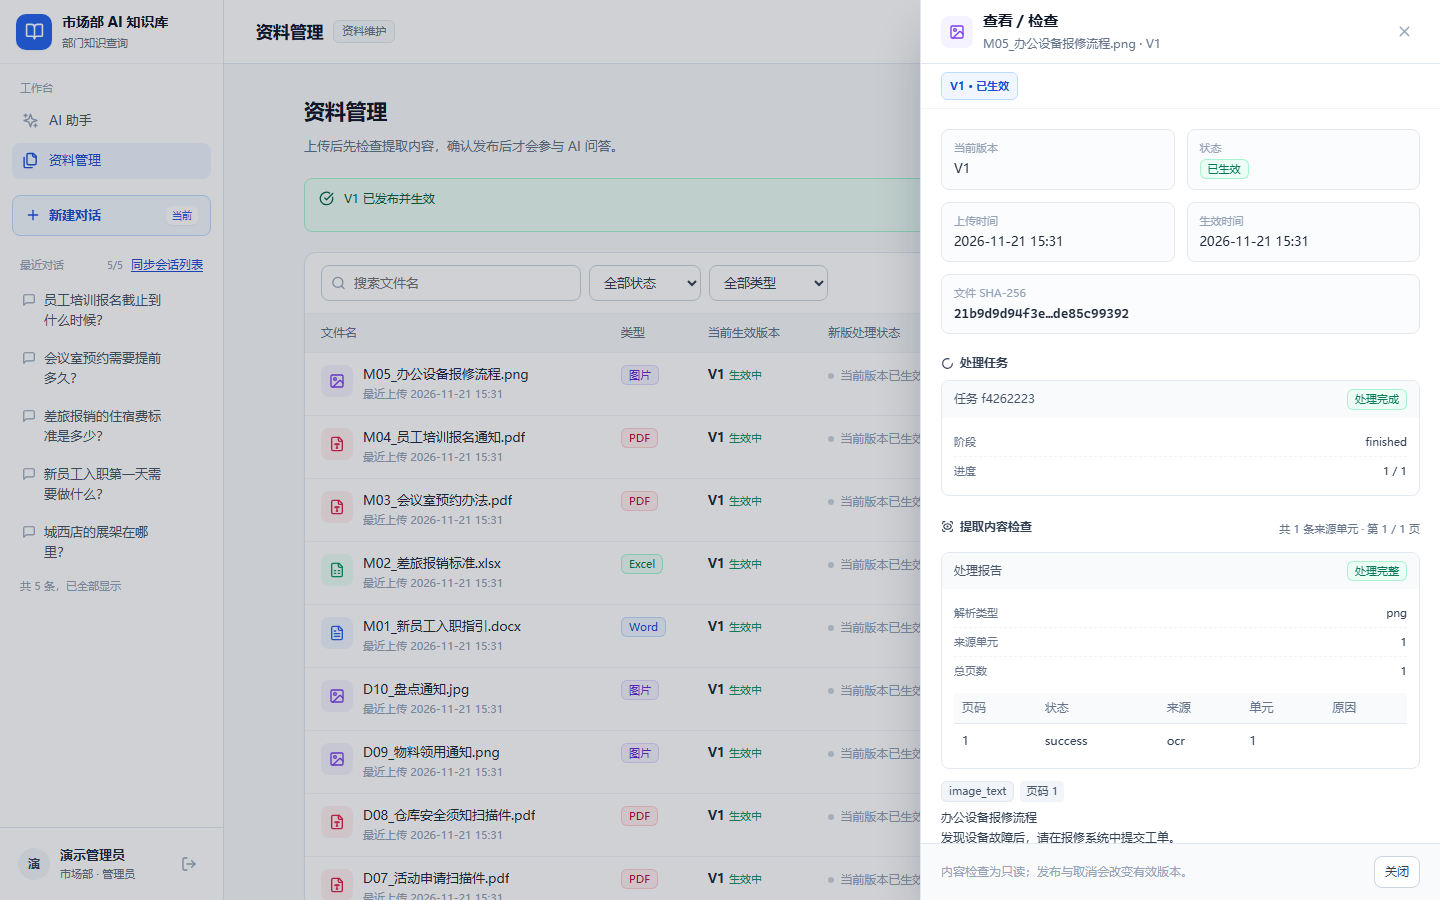 市场部 AI 知识库
部门知识查询
工作台
AI 助手
资料管理
新建对话 当前
最近对话 5/5 同步会话列表
员工培训报名截止到
什么时候?
会议室预约需要提前
多久?
差旅报销的住宿费标
准是多少?
新员工入职第一天需
要做什么?
城西店的展架在哪
里?
共 5 条，已全部显示
演 演示管理员
市场部 · 管理员
资料管理 资料维护
资料管理
上传后先检查提取内容，确认发布后才会参与 AI 问答。
V1 已发布并生效
搜索文件名 全部状态 全部类型
文件名 类型 当前生效版本 新版处理状态
M05_办公设备报修流程.png 图片 V1 生效中 当前版本已生效
最近上传 2026-11-21 15:31
M04_员工培训报名通知.pdf PDF V1 生效中 当前版本已生效
最近上传 2026-11-21 15:31
M03_会议室预约办法.pdf PDF V1 生效中 当前版本已生效
最近上传 2026-11-21 15:31
M02_差旅报销标准.xlsx Excel V1 生效中 当前版本已生效
最近上传 2026-11-21 15:31
M01_新员工入职指引.docx Word V1 生效中 当前版本已生效
最近上传 2026-11-21 15:31
D10_盘点通知.jpg 图片 V1 生效中 当前版本已生效
最近上传 2026-11-21 15:31
D09_物料领用通知.png 图片 V1 生效中 当前版本已生效
最近上传 2026-11-21 15:31
D08_仓库安全须知扫描件.pdf PDF V1 生效中 当前版本已生效
最近上传 2026-11-21 15:31
D07_活动申请扫描件.pdf PDF V1 生效中 当前版本已生效
最近上传 2026-11-21 15:31
查看 / 检查
M05_办公设备报修流程.png · V1
V1 • 已生效
当前版本
V1
状态
已生效
上传时间
2026-11-21 15:31
生效时间
2026-11-21 15:31
文件 SHA-256
21b9d9d94f3e…de85c99392
处理任务
任务 f4262223 处理完成
阶段 finished
进度 1 / 1
提取内容检查 共 1 条来源单元 · 第 1 / 1 页
处理报告 处理完整
解析类型 png
来源单元 1
总页数 1
页码 状态 来源 单元 原因
1 success ocr 1
image_text 页码 1
办公设备报修流程
发现设备故障后，请在报修系统中提交工单。
内容检查为只读；发布与取消会改变有效版本。 关闭